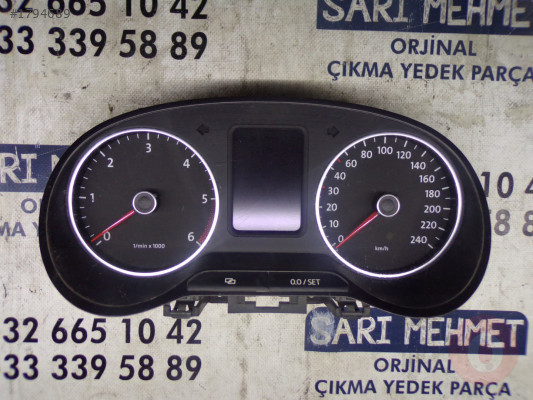 #1794089
SARI MEHMET
32 665 10 42
33 339 58 89
ORJİNAL
ÇIKMA YEDEK PARÇA
0 1 2 3 4 5 6
1/min x 1000
0 20 30 40 60 80 100 120 140 160 180 200 220 240
km/h
0.0 / SET
32 665 10 42
33 339 58 89
SARI MEHMET
ORJİNAL
ÇIKMA YEDEK PARÇA